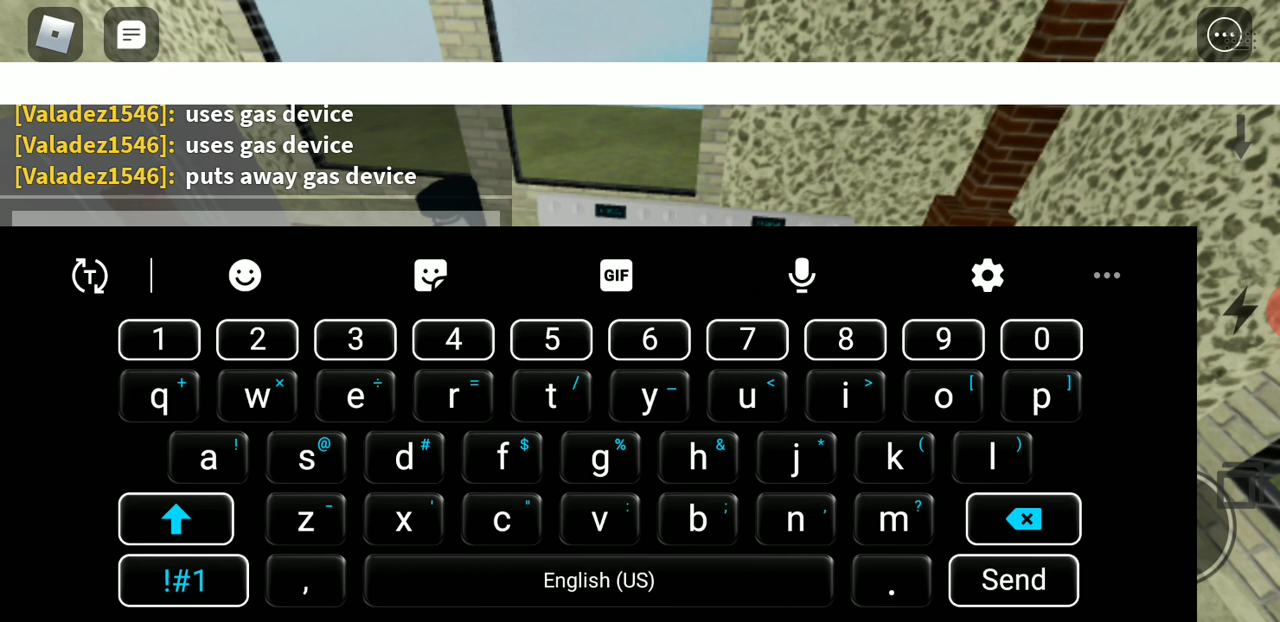 [Valadez1546]: uses gas device
[Valadez1546]: uses gas device
[Valadez1546]: puts away gas device
T GIF
1 2 3 4 5 6 7 8 9 0
q + w × e ÷ r = t / y _ u < i > o [ p ]
a ! s @ d # f $ g % h & j * k ( l )
z - x ' c " v : b ; n , m ?
!#1 , English (US) . Send